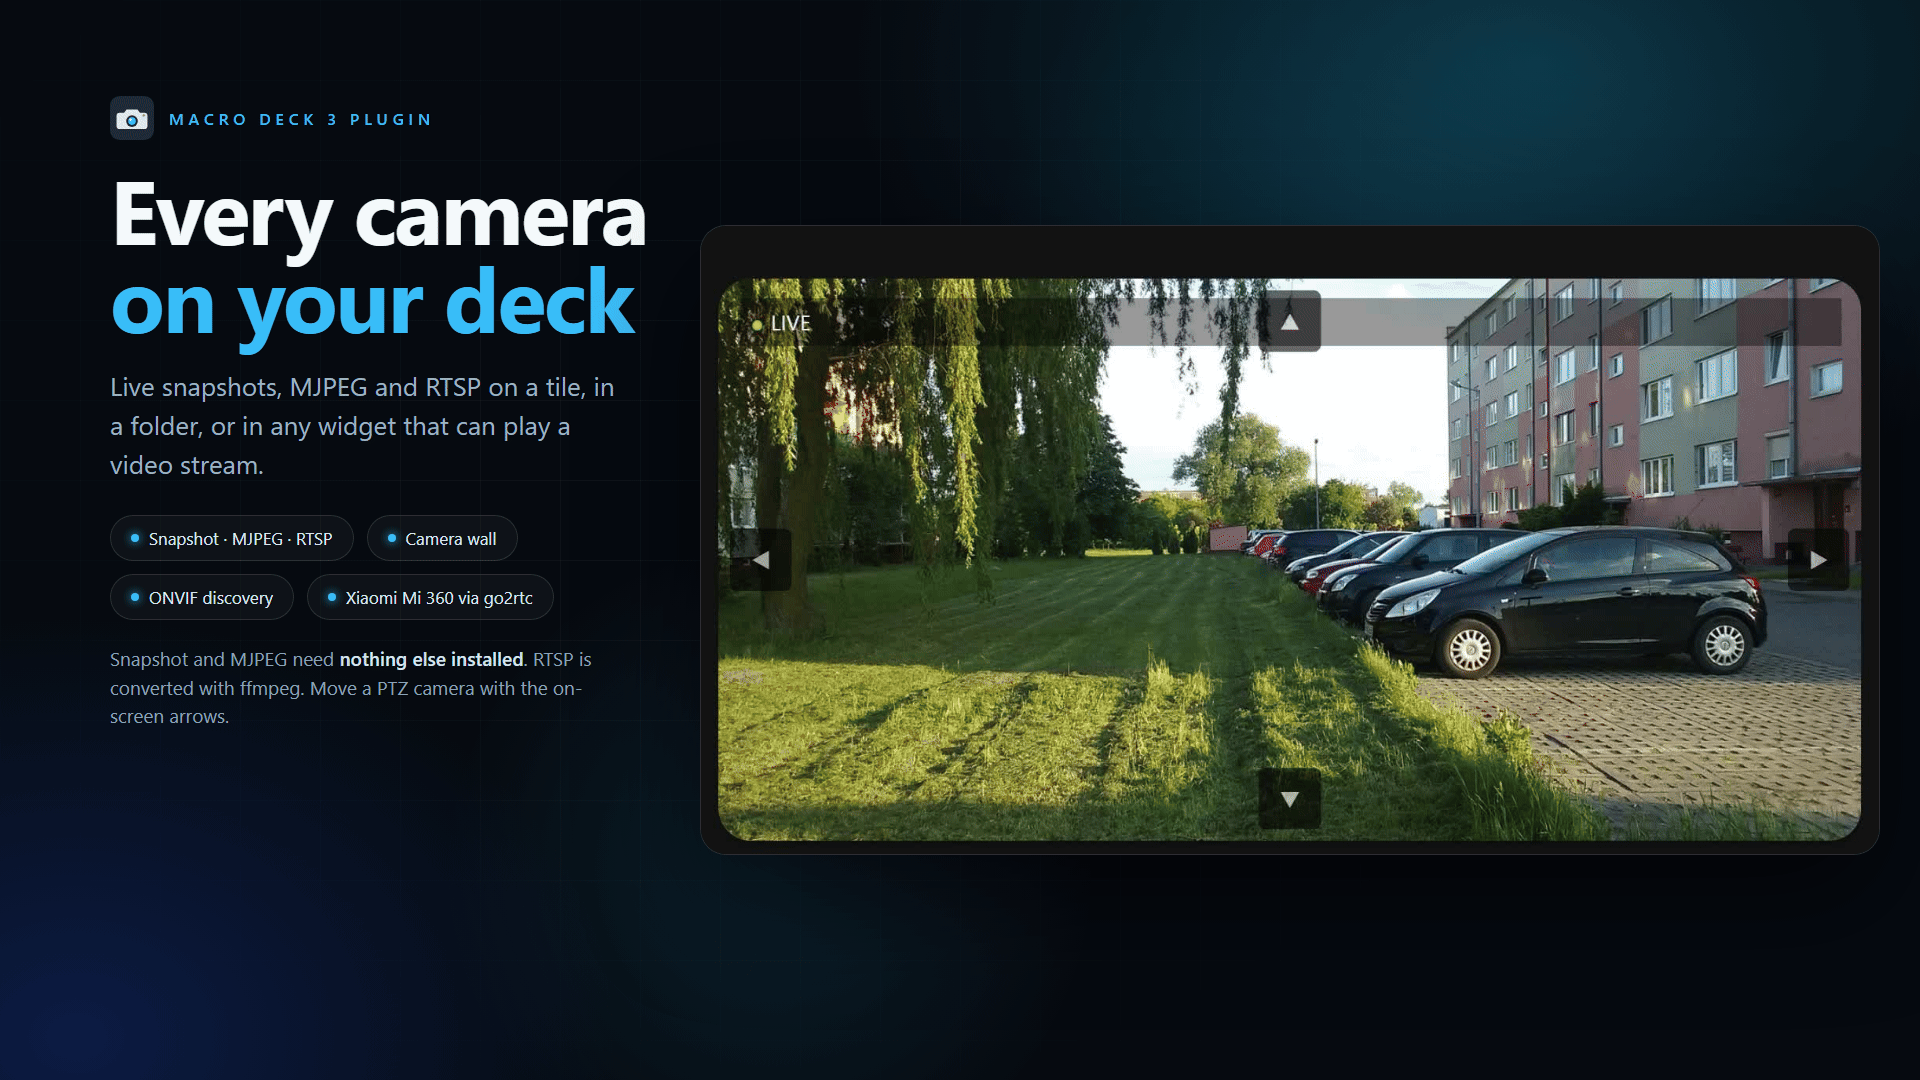 MACRO DECK 3 PLUGIN
Every camera
on your deck
Live snapshots, MJPEG and RTSP on a tile, in
a folder, or in any widget that can play a
video stream.
Snapshot · MJPEG · RTSP
Camera wall
ONVIF discovery
Xiaomi Mi 360 via go2rtc
Snapshot and MJPEG need nothing else installed. RTSP is
converted with ffmpeg. Move a PTZ camera with the on-
screen arrows.
LIVE